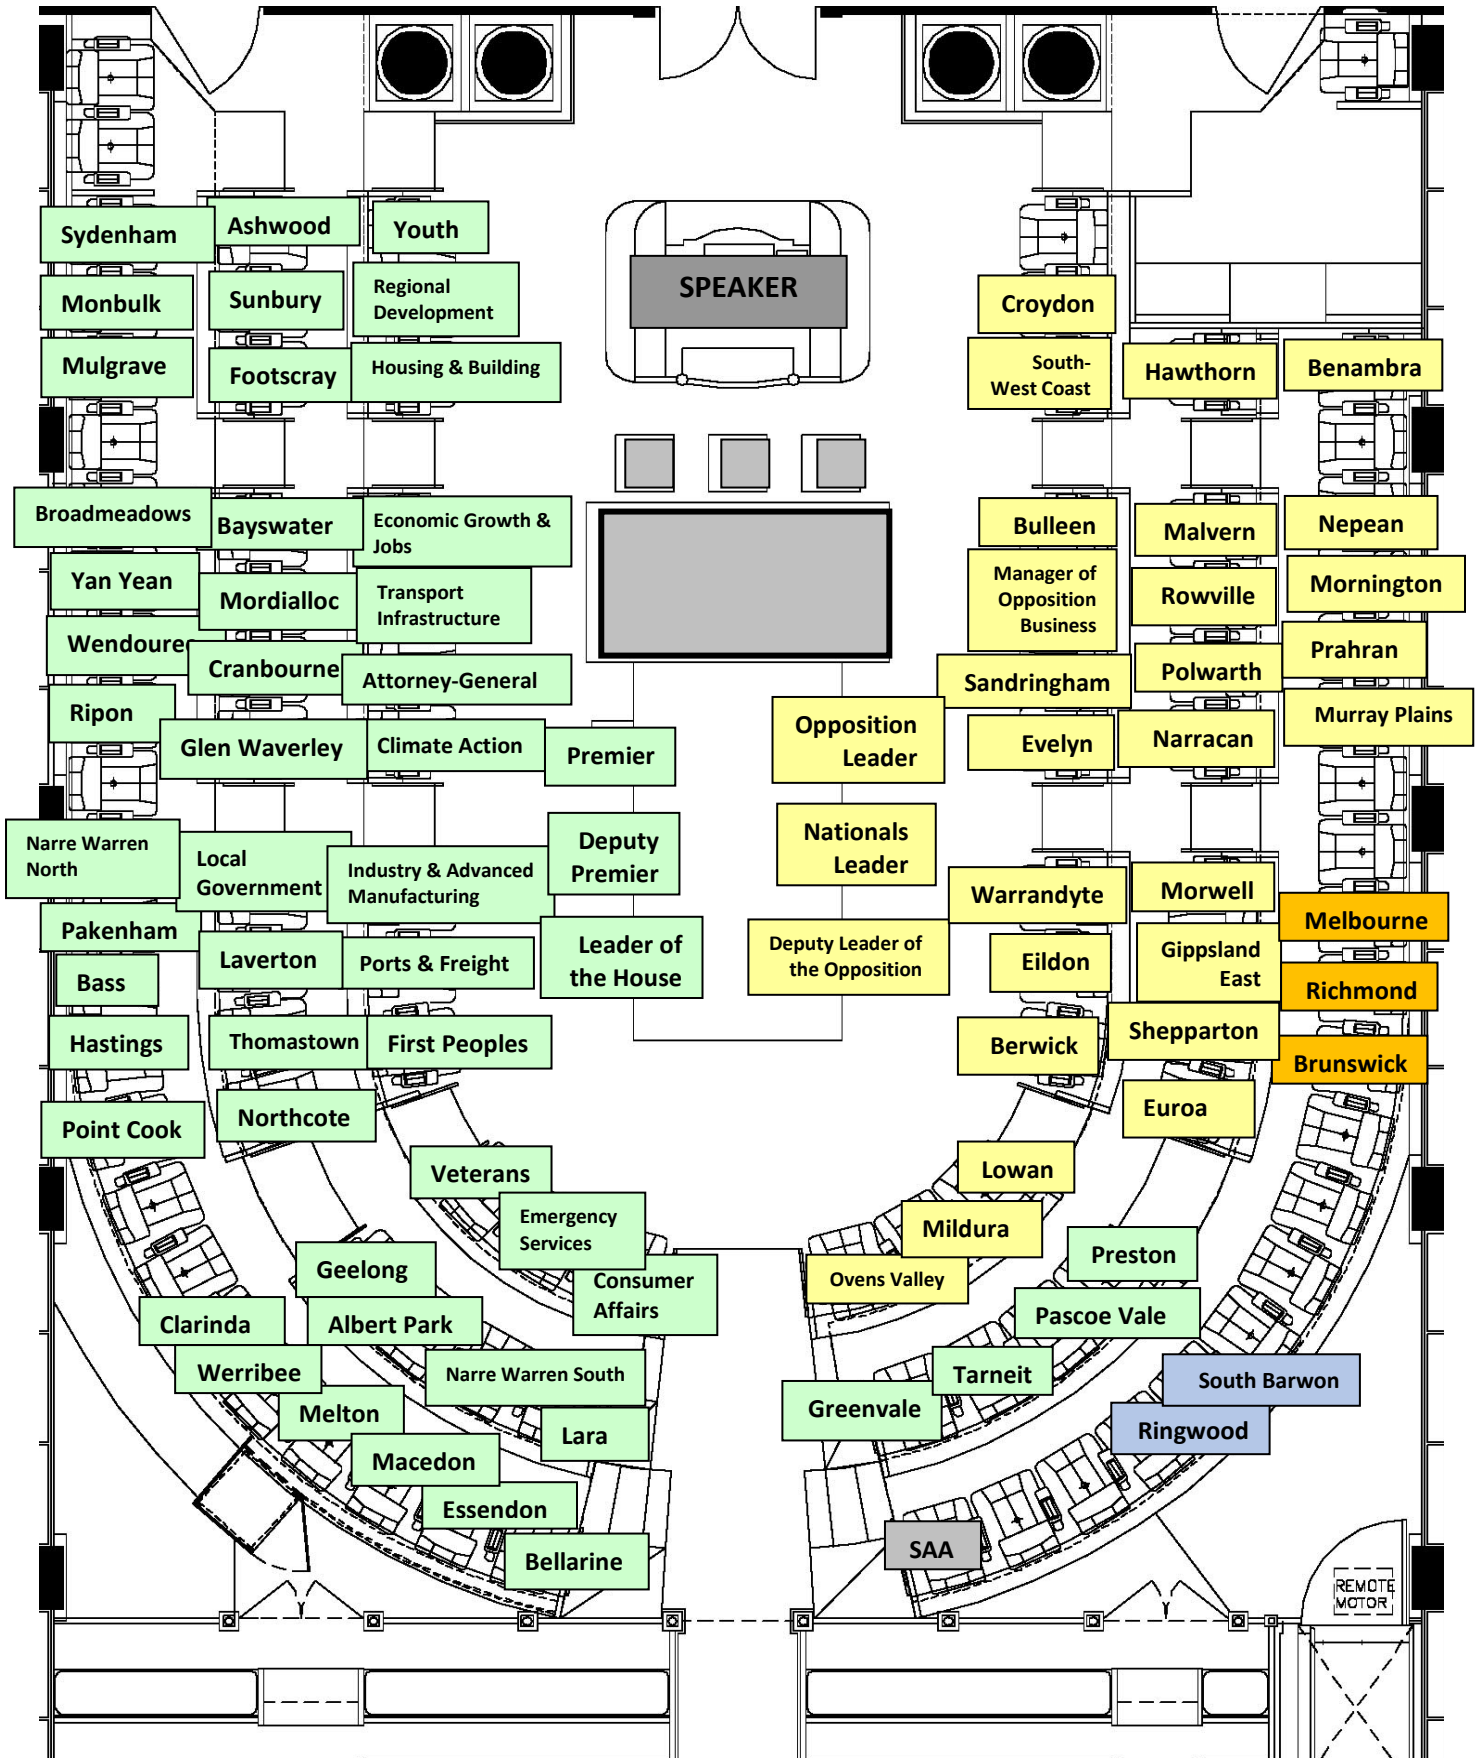 Sydenham
Ashwood
Youth
SPEAKER
Monbulk
Sunbury
Regional
Development
Croydon
Mulgrave
Footscray
Housing & Building
South-
West Coast
Hawthorn
Benambra
Broadmeadows
Bayswater
Economic Growth &
Jobs
Bulleen
Malvern
Nepean
Yan Yean
Mordialloc
Transport
Infrastructure
Manager of
Opposition
Business
Rowville
Mornington
Wendouree
Cranbourne
Attorney-General
Sandringham
Polwarth
Prahran
Ripon
Glen Waverley
Climate Action
Premier
Opposition
Leader
Evelyn
Narracan
Murray Plains
Narre Warren
North
Local
Government
Industry & Advanced
Manufacturing
Deputy
Premier
Nationals
Leader
Warrandyte
Morwell
Melbourne
Pakenham
Laverton
Ports & Freight
Leader of
the House
Deputy Leader of
the Opposition
Eildon
Gippsland
East
Richmond
Bass
Hastings
Thomastown
First Peoples
Berwick
Shepparton
Brunswick
Point Cook
Northcote
Euroa
Veterans
Lowan
Emergency
Services
Mildura
Preston
Geelong
Consumer
Affairs
Ovens Valley
Clarinda
Albert Park
Pascoe Vale
Werribee
Narre Warren South
Tarneit
South Barwon
Melton
Lara
Greenvale
Ringwood
Macedon
Essendon
Bellarine
SAA
REMOTE
MOTOR